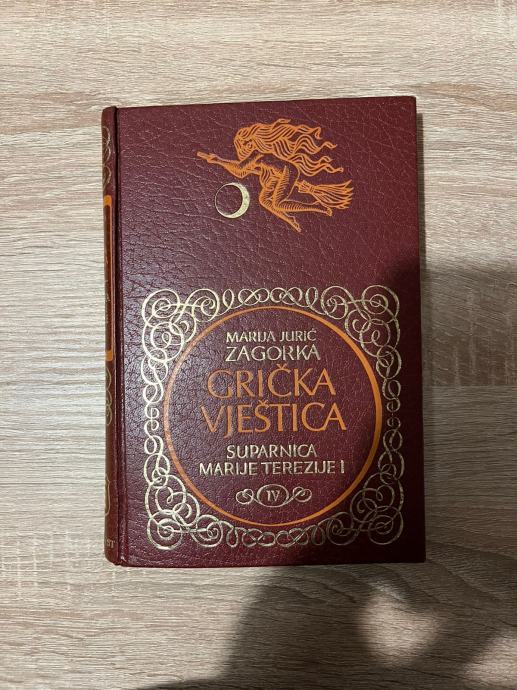 MARIJA JURIĆ
ZAGORKA
GRIČKA
VJEŠTICA
SUPARNICA
MARIJE TEREZIJE I
IV